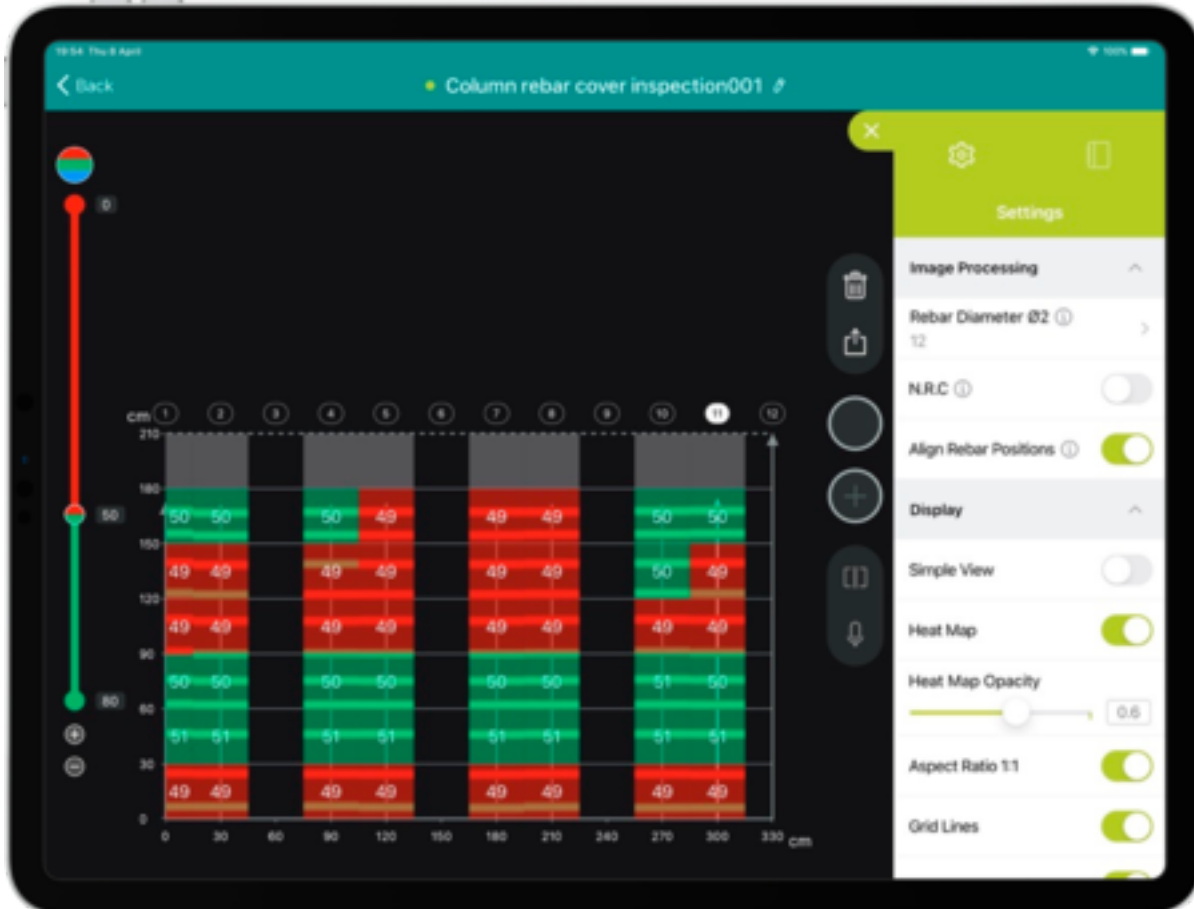 19:54 Thu 8 April
100%
Back
Column rebar cover inspection001
Settings
Image Processing
Rebar Diameter Ø2
12
N.R.C
Align Rebar Positions
Display
Simple View
Heat Map
Heat Map Opacity
0.6
Aspect Ratio 1:1
Grid Lines
0
50
80
cm 1 2 3 4 5 6 7 8 9 10 11 12
210
180
50 50 50 49 49 49 50 50
150
49 49 49 49 49 49 50 49
120
49 49 49 49 49 49 49 49
90
50 50 50 50 50 50 51 50
60
51 51 51 51 51 51 51 51
30
49 49 49 49 49 49 49 49
0
0 30 60 90 120 150 180 210 240 270 300 330 cm